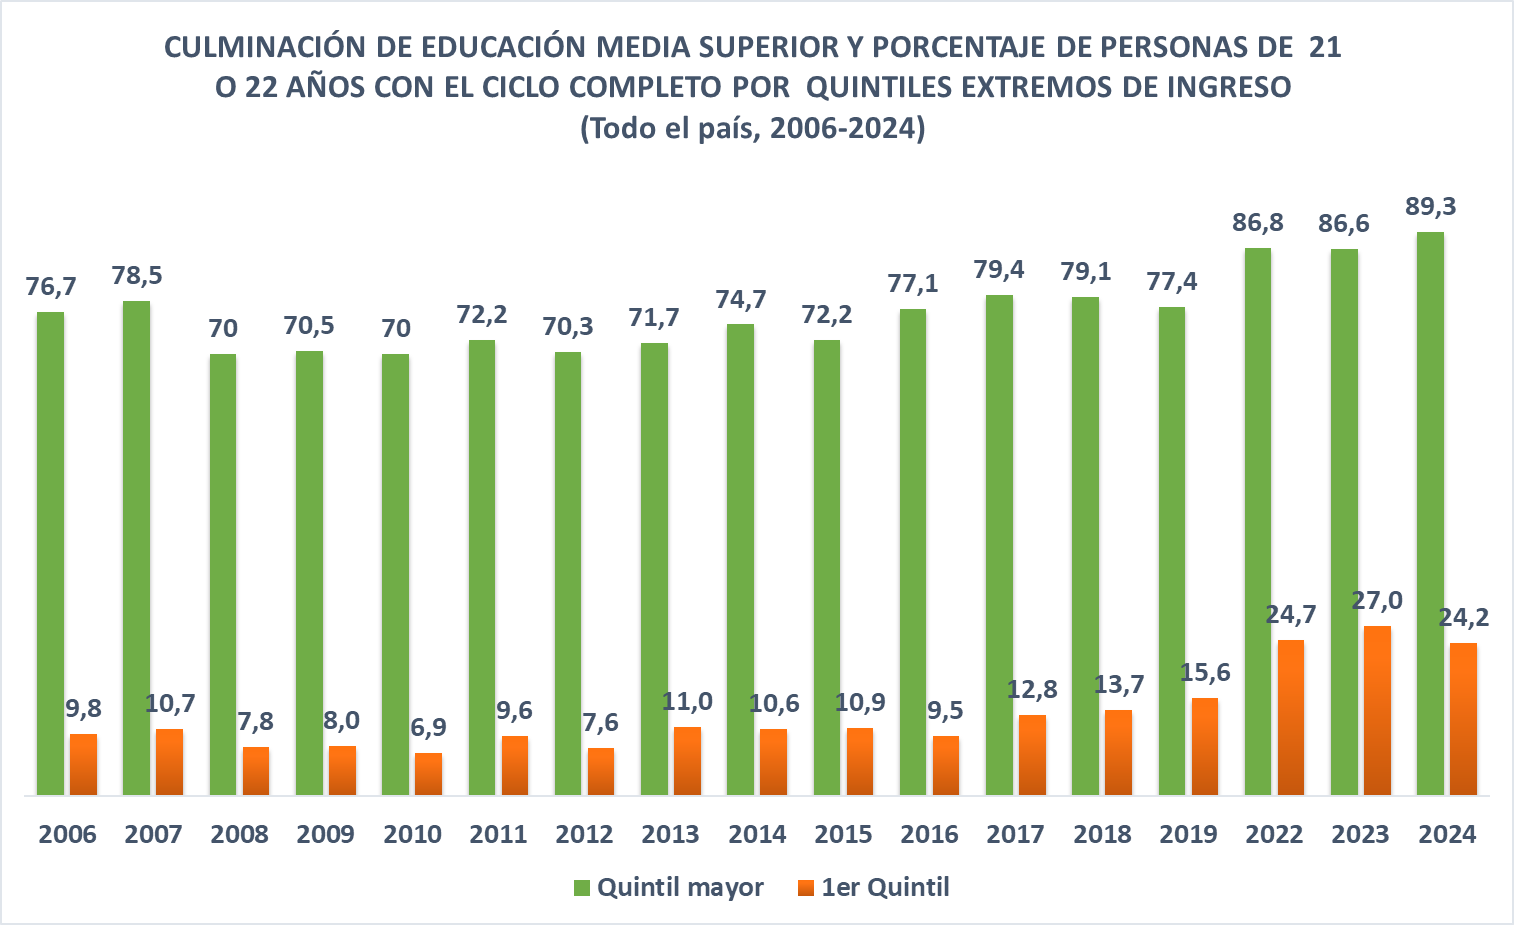 CULMINACIÓN DE EDUCACIÓN MEDIA SUPERIOR Y PORCENTAJE DE PERSONAS DE  21
O 22 AÑOS CON EL CICLO COMPLETO POR  QUINTILES EXTREMOS DE INGRESO
(Todo el país, 2006-2024)
76,7 78,5 70 70,5 70 72,2 70,3 71,7 74,7 72,2 77,1 79,4 79,1 77,4 86,8 86,6 89,3
9,8 10,7 7,8 8,0 6,9 9,6 7,6 11,0 10,6 10,9 9,5 12,8 13,7 15,6 24,7 27,0 24,2
2006 2007 2008 2009 2010 2011 2012 2013 2014 2015 2016 2017 2018 2019 2022 2023 2024
Quintil mayor 1er Quintil